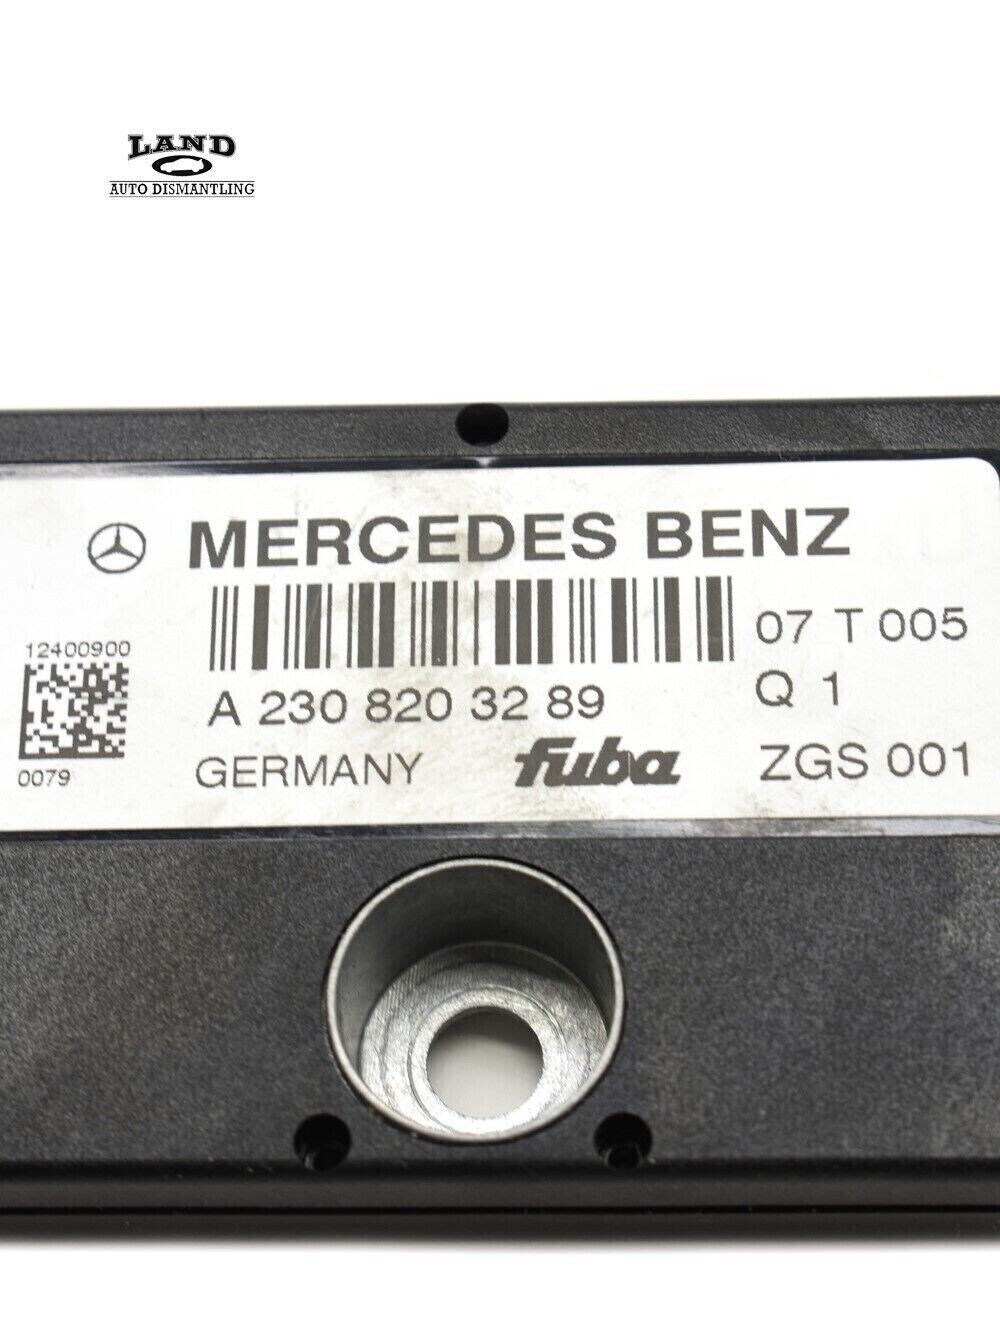 LAND
AUTO DISMANTLING
MERCEDES BENZ
12400900
07 T 005
A 230 820 32 89
Q 1
0079
GERMANY fuba ZGS 001